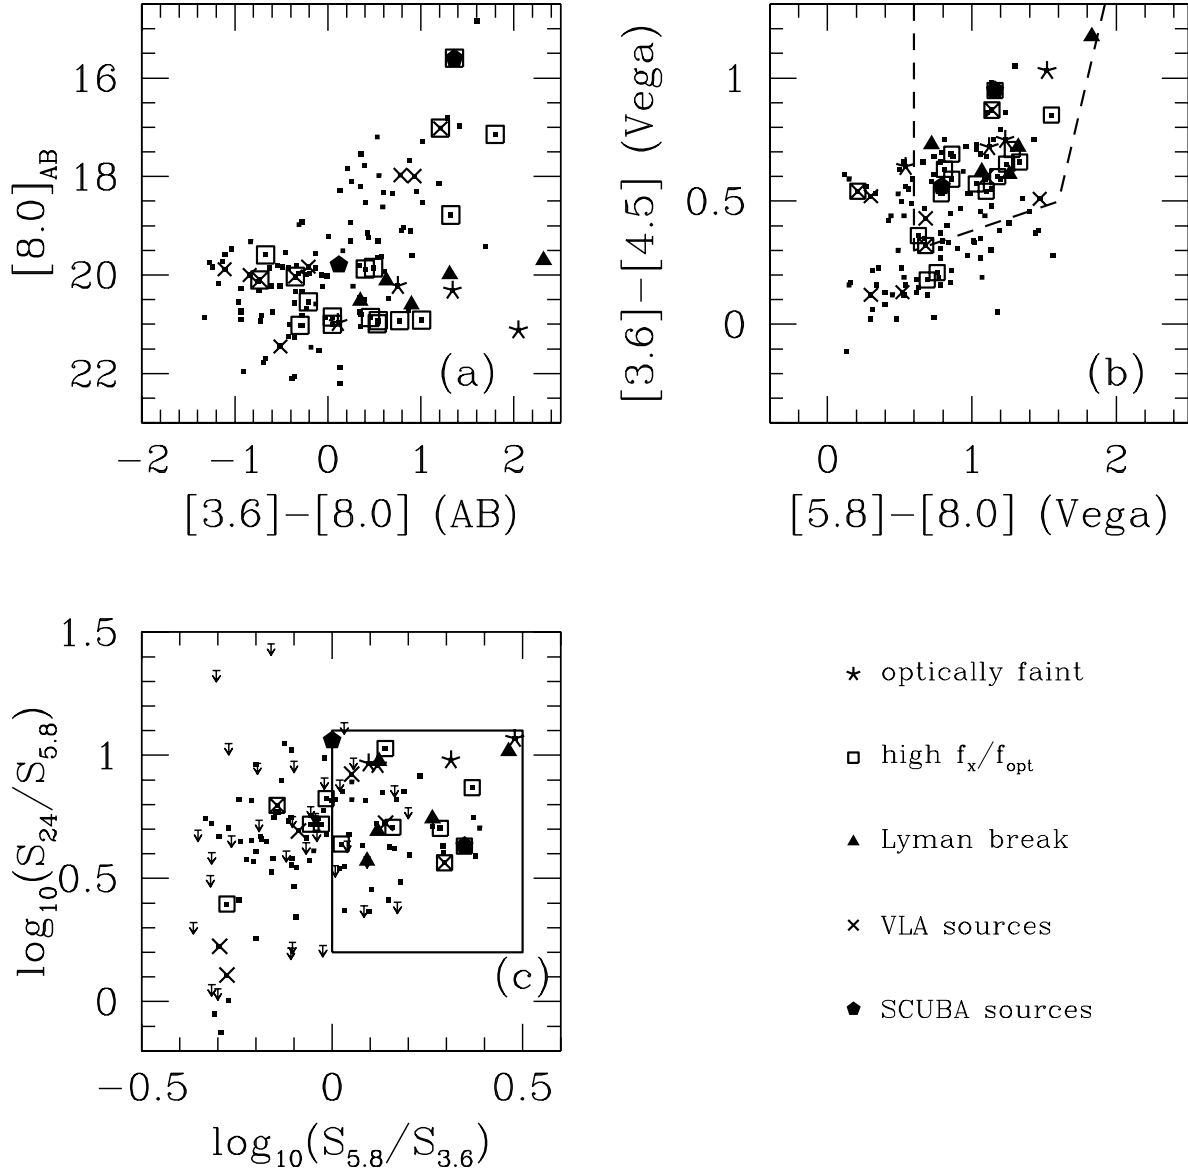 16
18
20
22
[8.0]AB
(a)
−2 −1 0 1 2
[3.6]−[8.0] (AB)
1
0.5
0
[3.6]−[4.5] (Vega)
(b)
0 1 2
[5.8]−[8.0] (Vega)
1.5
1
0.5
0
log10(S24/S5.8)
(c)
−0.5 0 0.5
log10(S5.8/S3.6)
optically faint
high fx/fopt
Lyman break
VLA sources
SCUBA sources